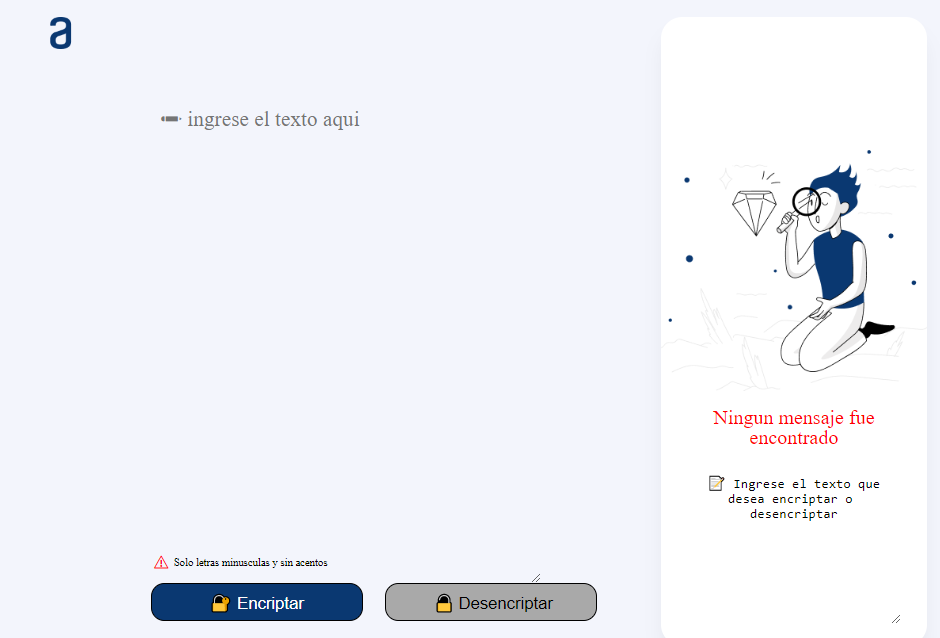 a
ingrese el texto aqui
Ningun mensaje fue
encontrado
📝 Ingrese el texto que
desea encriptar o
desencriptar
⚠ Solo letras minusculas y sin acentos
🔐 Encriptar
🔒 Desencriptar